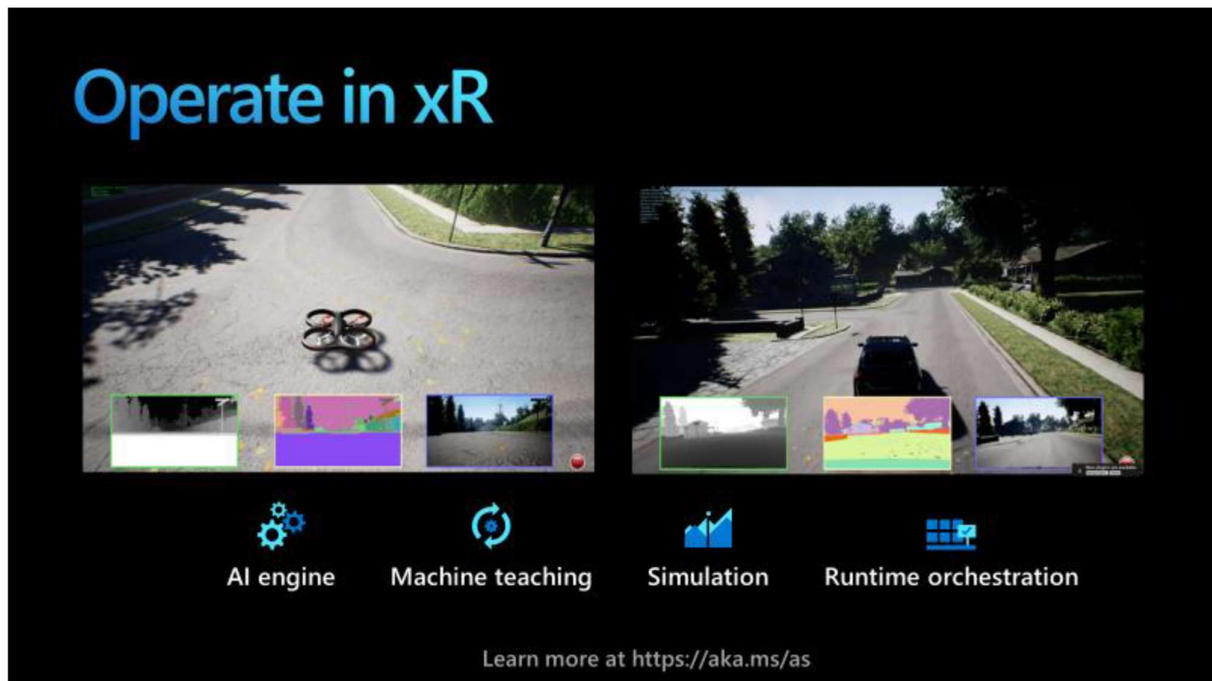 Operate in xR
AI engine
Machine teaching
Simulation
Runtime orchestration
Learn more at https://aka.ms/as